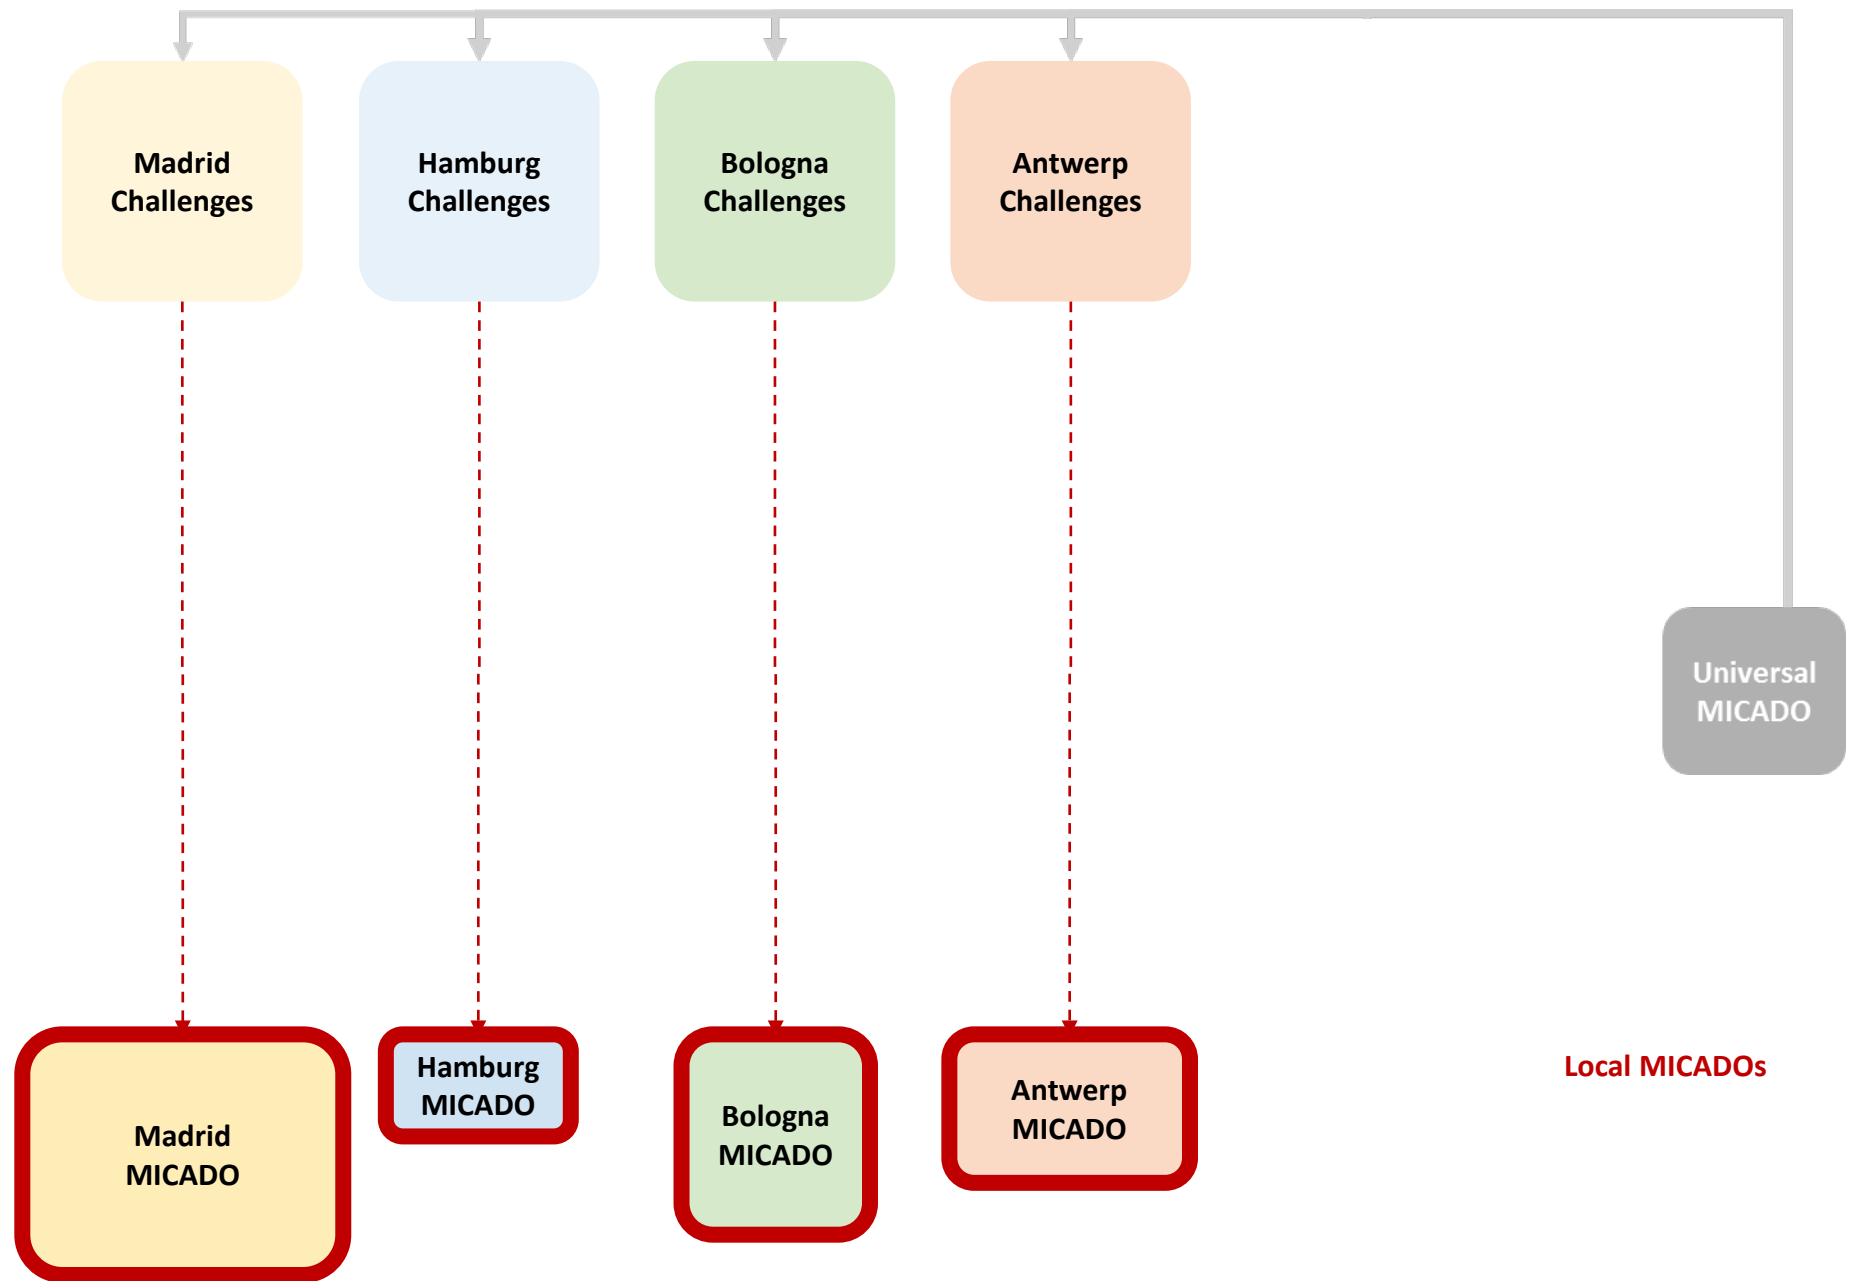 Madrid
Challenges
Hamburg
Challenges
Bologna
Challenges
Antwerp
Challenges
Universal
MICADO
Madrid
MICADO
Hamburg
MICADO
Bologna
MICADO
Antwerp
MICADO
Local MICADOs